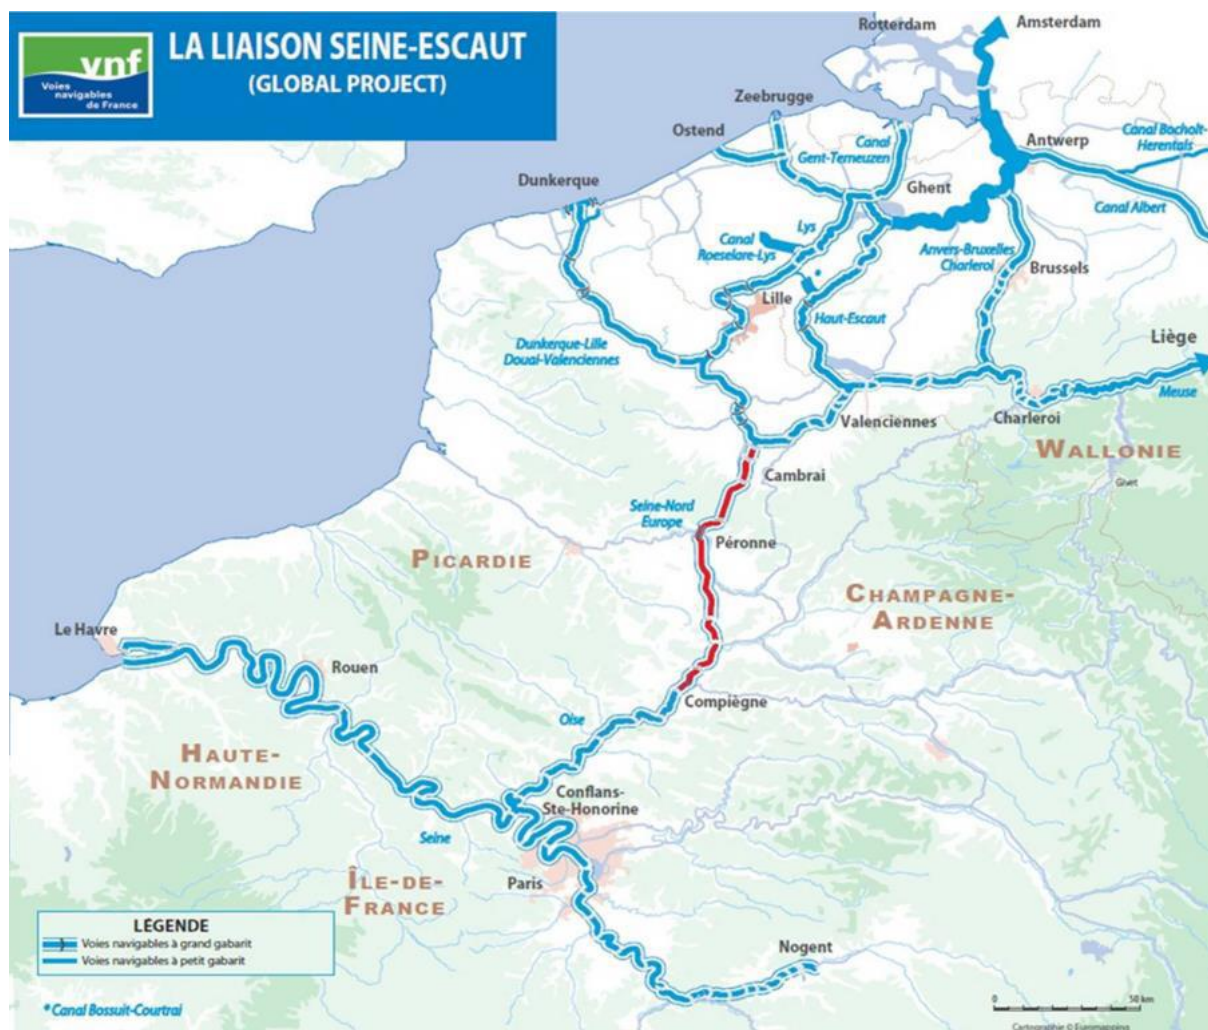 vnf
Voies
navigables
de France
LA LIAISON SEINE-ESCAUT
(GLOBAL PROJECT)
Rotterdam
Amsterdam
Zeebrugge
Ostend
Canal
Gent-Terneuzen
Antwerp
Canal Bocholt-
Herentals
Dunkerque
Ghent
Canal Albert
Lys
Canal
Roeselare-Lys
Anvers-Bruxelles
Charleroi
Brussels
Lille
Haut-Escaut
Dunkerque-Lille
Douai-Valenciennes
Liège
Meuse
Valenciennes
Charleroi
WALLONIE
Cambrai
Givet
Seine-Nord
Europe
Péronne
PICARDIE
CHAMPAGNE-
ARDENNE
Le Havre
Rouen
Compiègne
Oise
HAUTE-
NORMANDIE
Conflans-
Ste-Honorine
Seine
Paris
ÎLE-DE-
FRANCE
LÉGENDE
Voies navigables à grand gabarit
Voies navigables à petit gabarit
Nogent
*Canal Bossuit-Courtrai
0
50 km
Cartographie © Euromapping